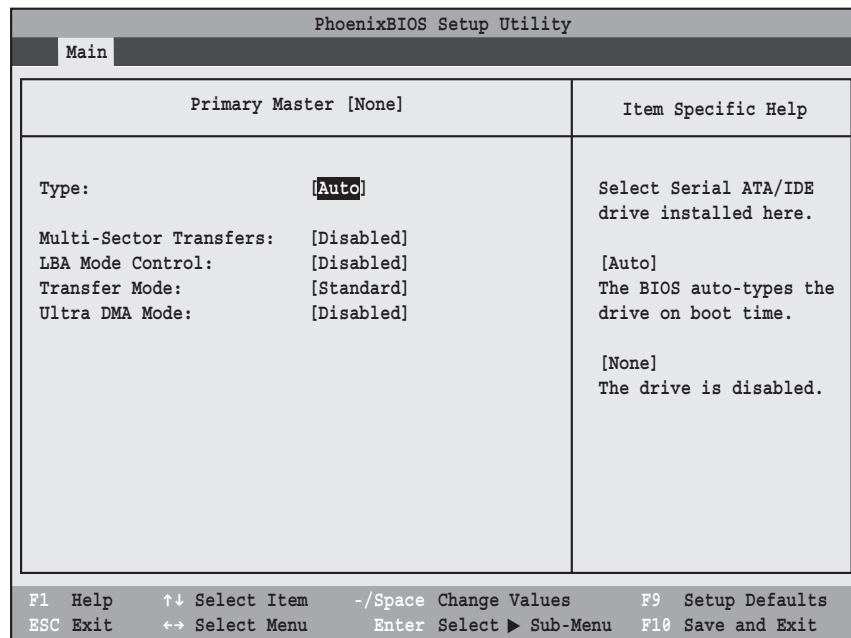 PhoenixBIOS Setup Utility
Main
Primary Master [None]
Item Specific Help
Type: [Auto]
Multi-Sector Transfers: [Disabled]
LBA Mode Control: [Disabled]
Transfer Mode: [Standard]
Ultra DMA Mode: [Disabled]
Select Serial ATA/IDE
drive installed here.
[Auto]
The BIOS auto-types the
drive on boot time.
[None]
The drive is disabled.
F1 Help ↑↓ Select Item -/Space Change Values F9 Setup Defaults
ESC Exit ←→ Select Menu Enter Select ▶ Sub-Menu F10 Save and Exit